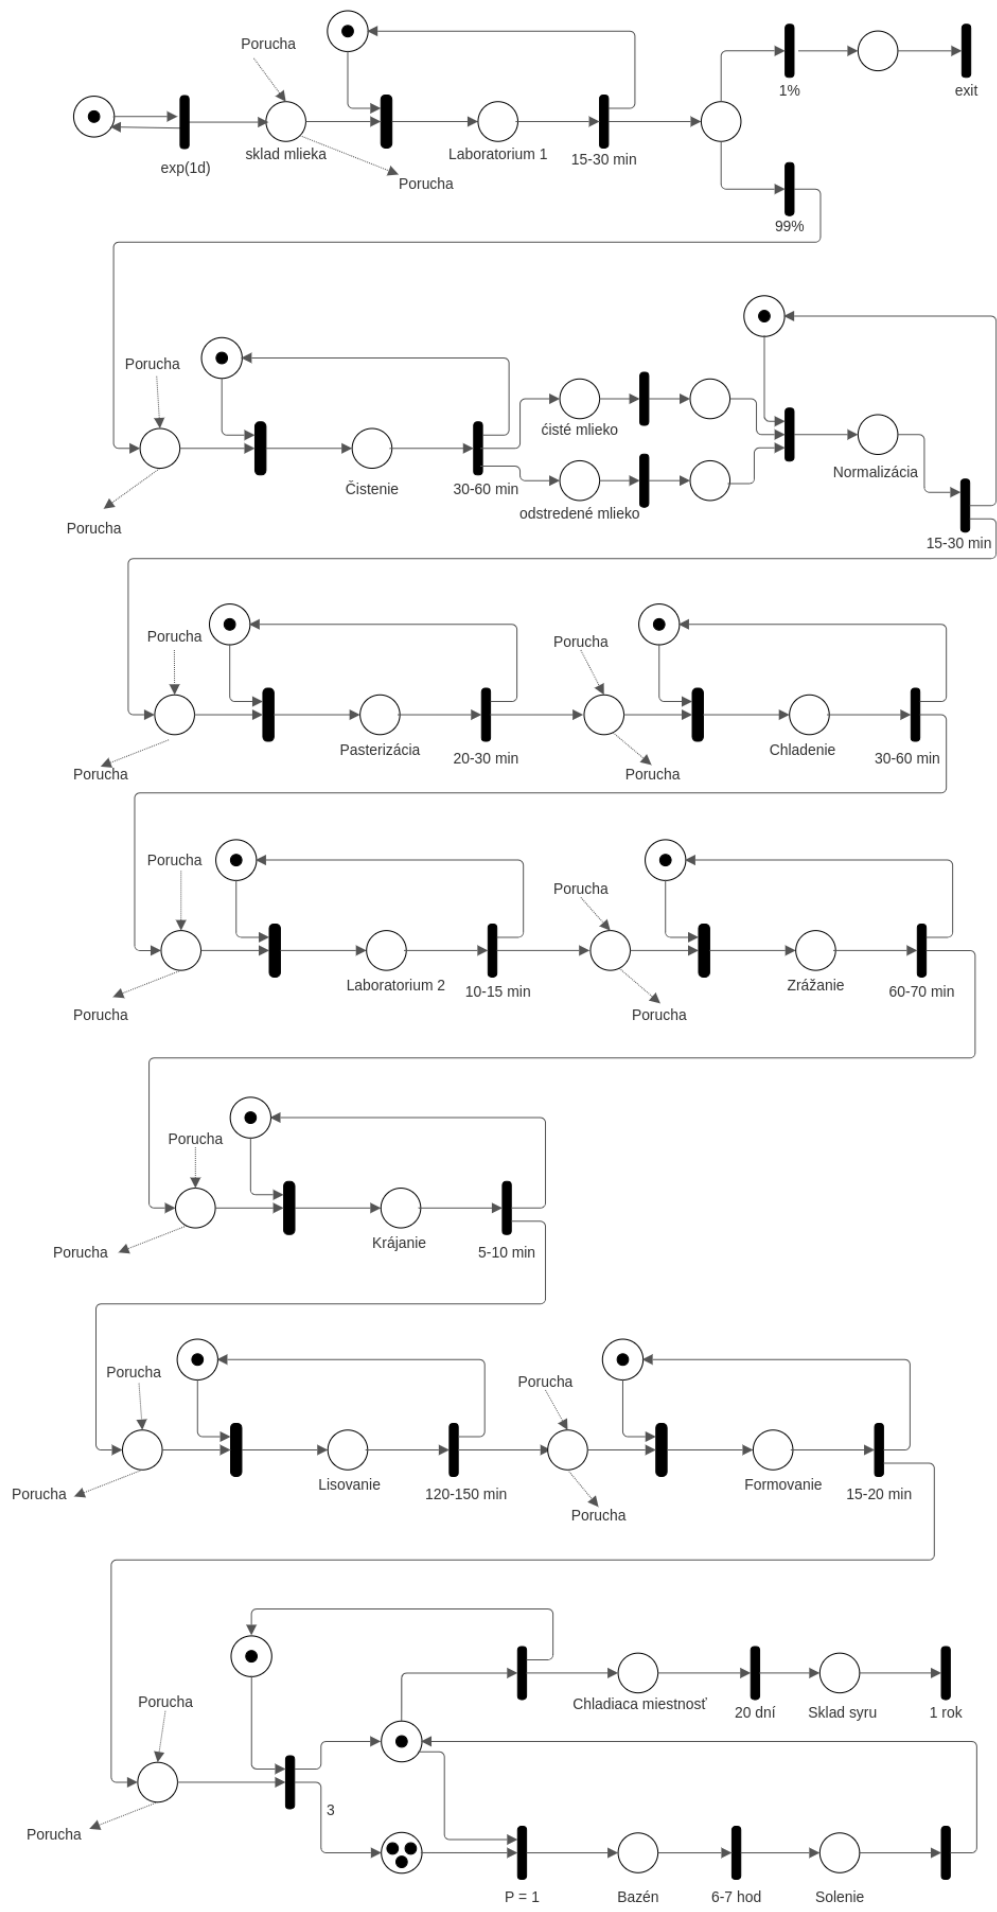 Porucha
1%
exit
exp(1d)
sklad mlieka
Laboratorium 1
15-30 min
Porucha
99%
Porucha
ćisté mlieko
Normalizácia
Čistenie
30-60 min
odstredené mlieko
Porucha
15-30 min
Porucha
Porucha
Pasterizácia
20-30 min
Chladenie
30-60 min
Porucha
Porucha
Porucha
Porucha
Laboratorium 2
10-15 min
Zrážanie
60-70 min
Porucha
Porucha
Porucha
Krájanie
5-10 min
Porucha
Porucha
Porucha
Lisovanie
120-150 min
Formovanie
15-20 min
Porucha
Porucha
Porucha
Chladiaca miestnosť
20 dní
Sklad syru
1 rok
3
Porucha
P = 1
Bazén
6-7 hod
Solenie